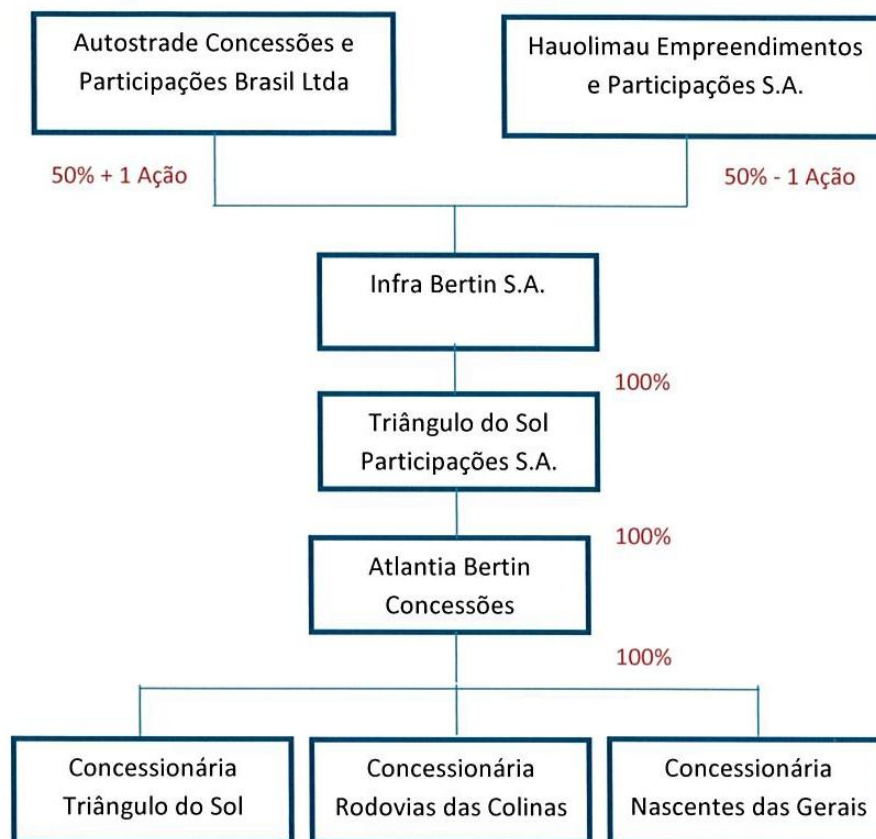 Autostrade Concessões e
Participações Brasil Ltda
Hauolimau Empreendimentos
e Participações S.A.
50% + 1 Ação
50% - 1 Ação
Infra Bertin S.A.
100%
Triângulo do Sol
Participações S.A.
100%
Atlantia Bertin
Concessões
100%
Concessionária
Triângulo do Sol
Concessionária
Rodovias das Colinas
Concessionária
Nascentes das Gerais